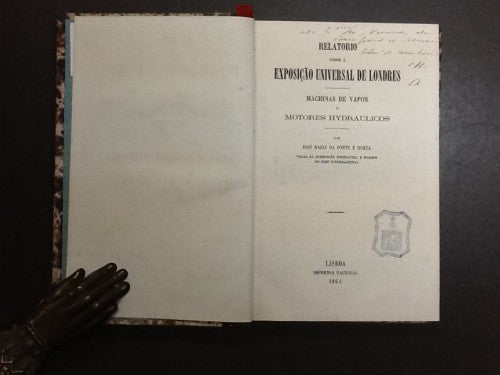 RELATORIO
SOBRE A
EXPOSIÇÃO UNIVERSAL DE LONDRES
MACHINAS DE VAPOR
E
MOTORES HYDRAULICOS
POR
JOSÉ MARIA DA PONTE E HORTA
VOGAL DA COMMISSÃO PORTUGUEZA E MEMBRO
DO JURY INTERNACIONAL
LISBOA
IMPRENSA NACIONAL
1864